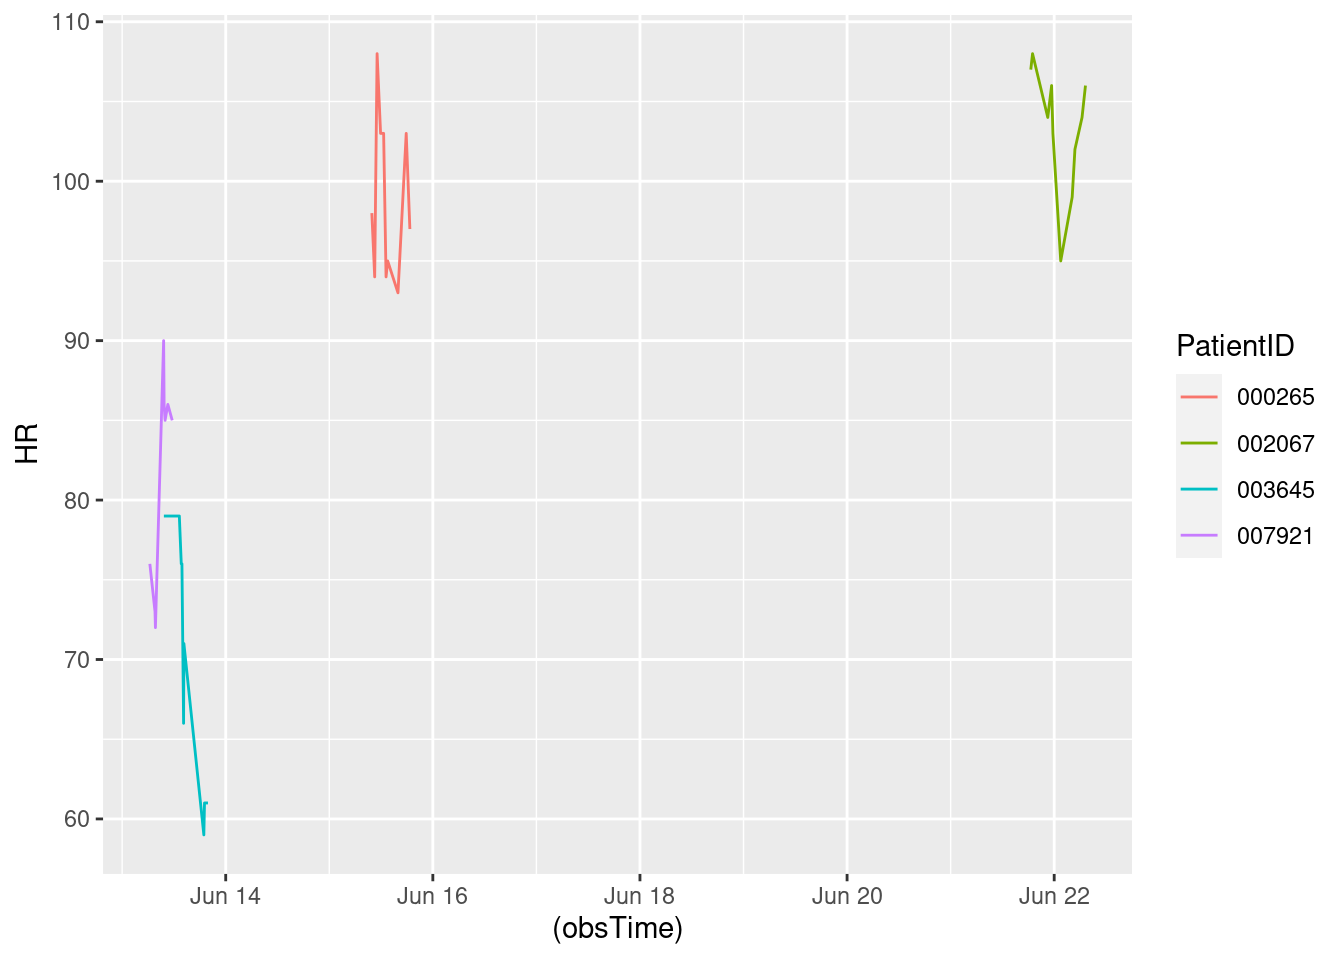 110
100
90
80
70
60
HR
Jun 14
Jun 16
Jun 18
Jun 20
Jun 22
(obsTime)
PatientID
000265
002067
003645
007921